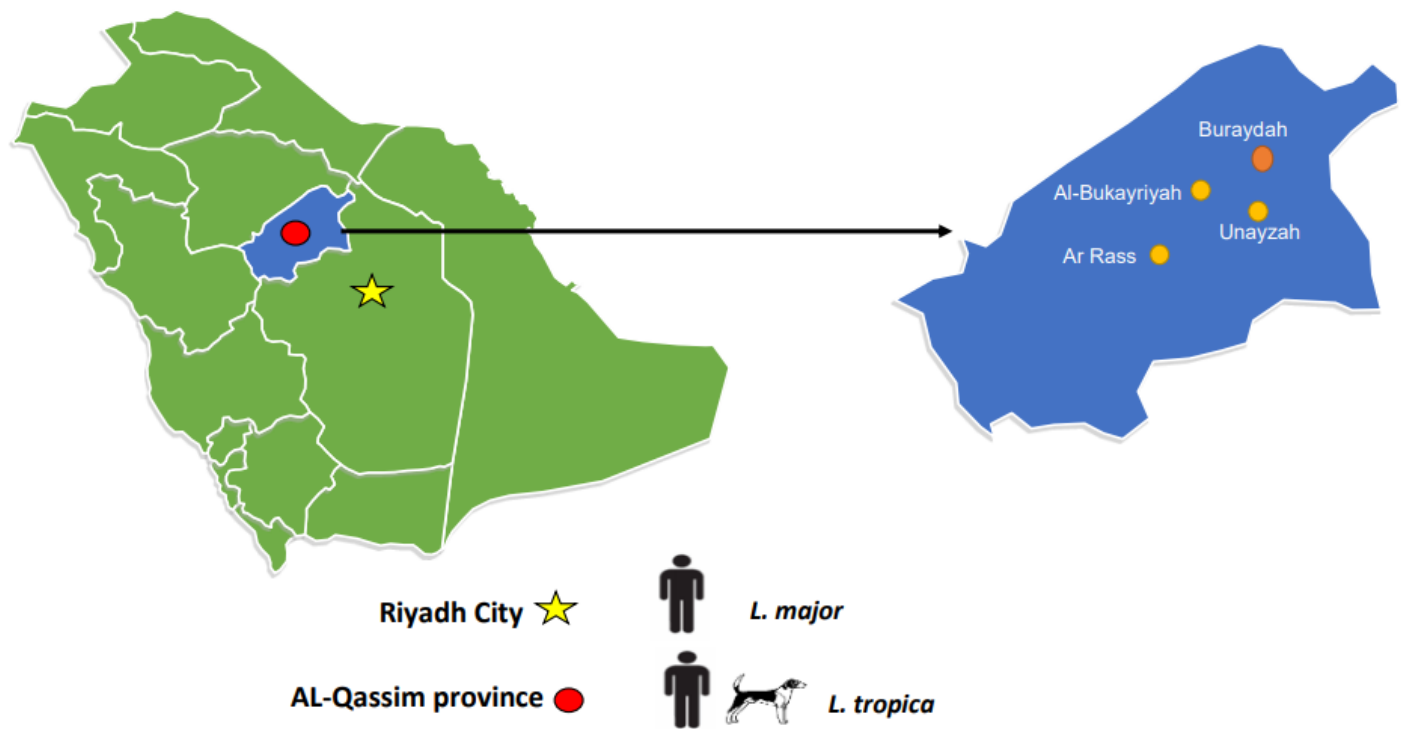 Buraydah
Al-Bukayriyah
Unayzah
Ar Rass
Riyadh City
L. major
AL-Qassim province
L. tropica